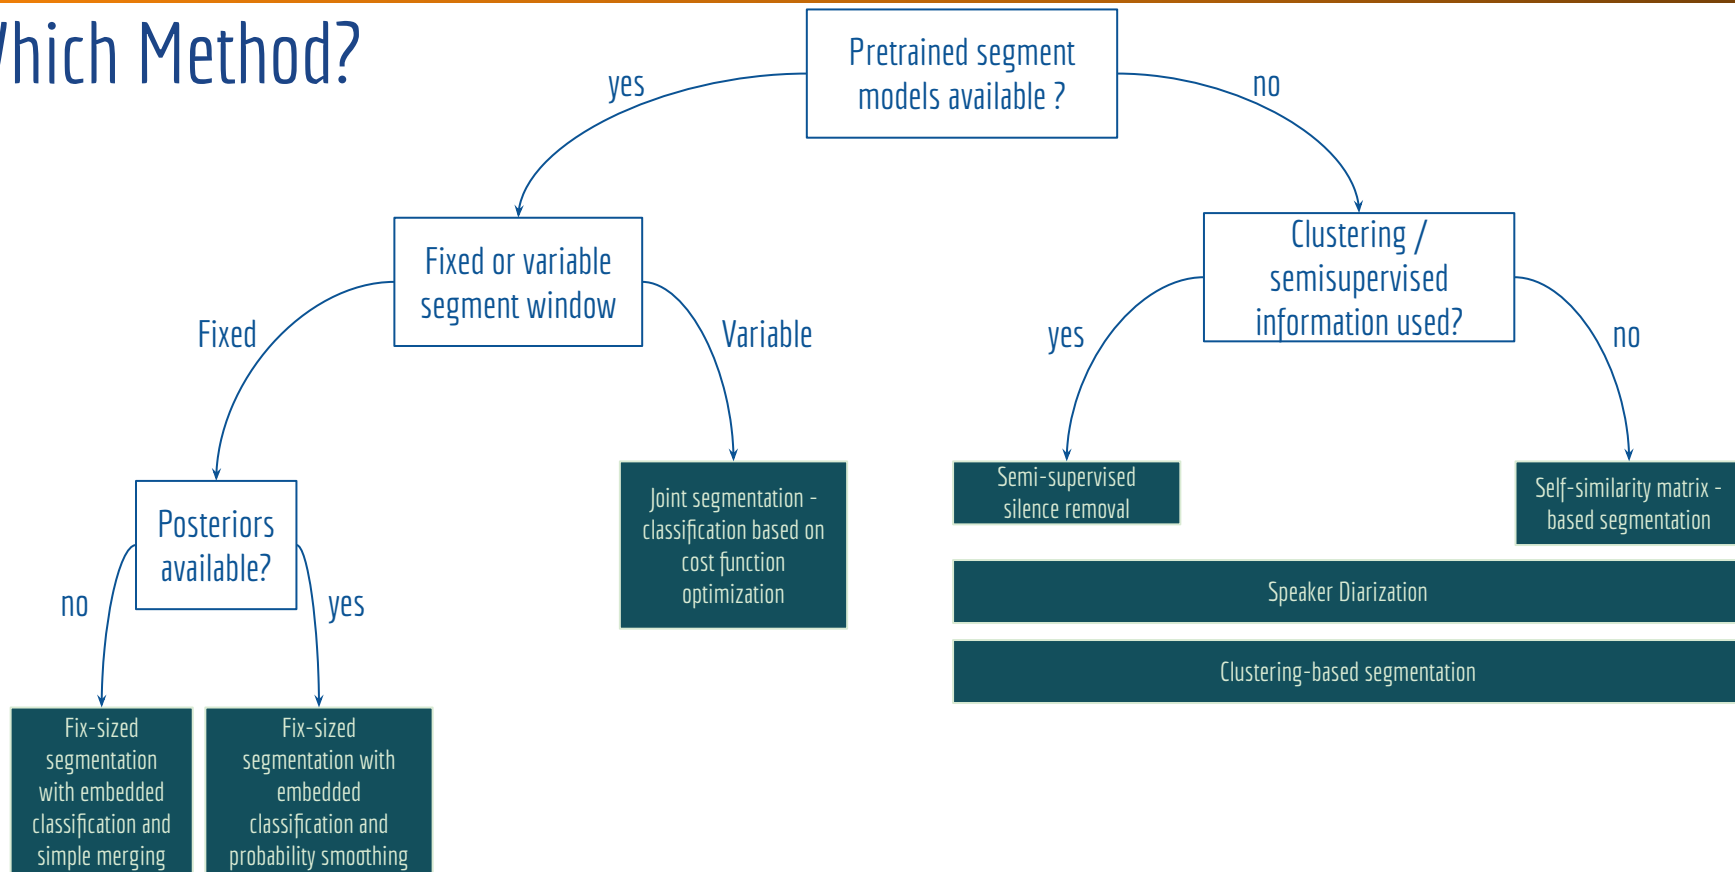 Which Method?
Pretrained segment
models available ?
yes
no
Fixed or variable
segment window
Clustering /
semisupervised
information used?
Fixed
Variable
yes
no
Posteriors
available?
no
yes
Joint segmentation -
classification based on
cost function
optimization
Semi-supervised
silence removal
Self-similarity matrix -
based segmentation
Speaker Diarization
Clustering-based segmentation
Fix-sized
segmentation
with embedded
classification and
simple merging
Fix-sized
segmentation with
embedded
classification and
probability smoothing